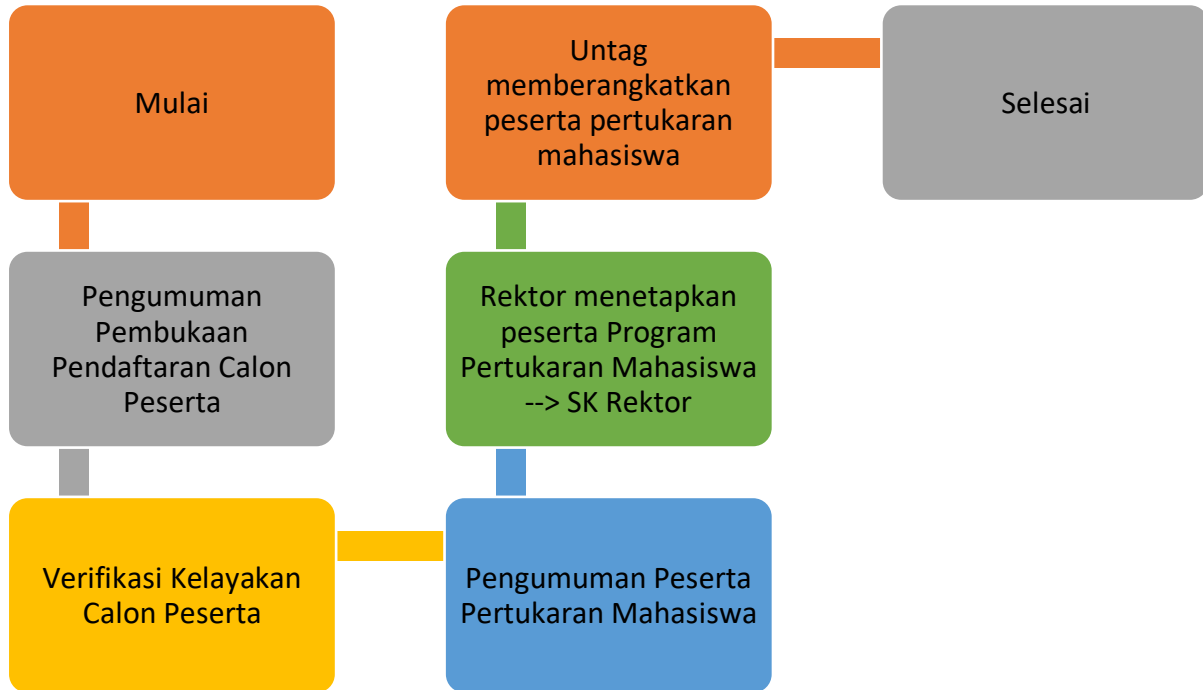 Mulai
Pengumuman
Pembukaan
Pendaftaran Calon
Peserta
Verifikasi Kelayakan
Calon Peserta
Pengumuman Peserta
Pertukaran Mahasiswa
Rektor menetapkan
peserta Program
Pertukaran Mahasiswa
--> SK Rektor
Untag
memberangkatkan
peserta pertukaran
mahasiswa
Selesai